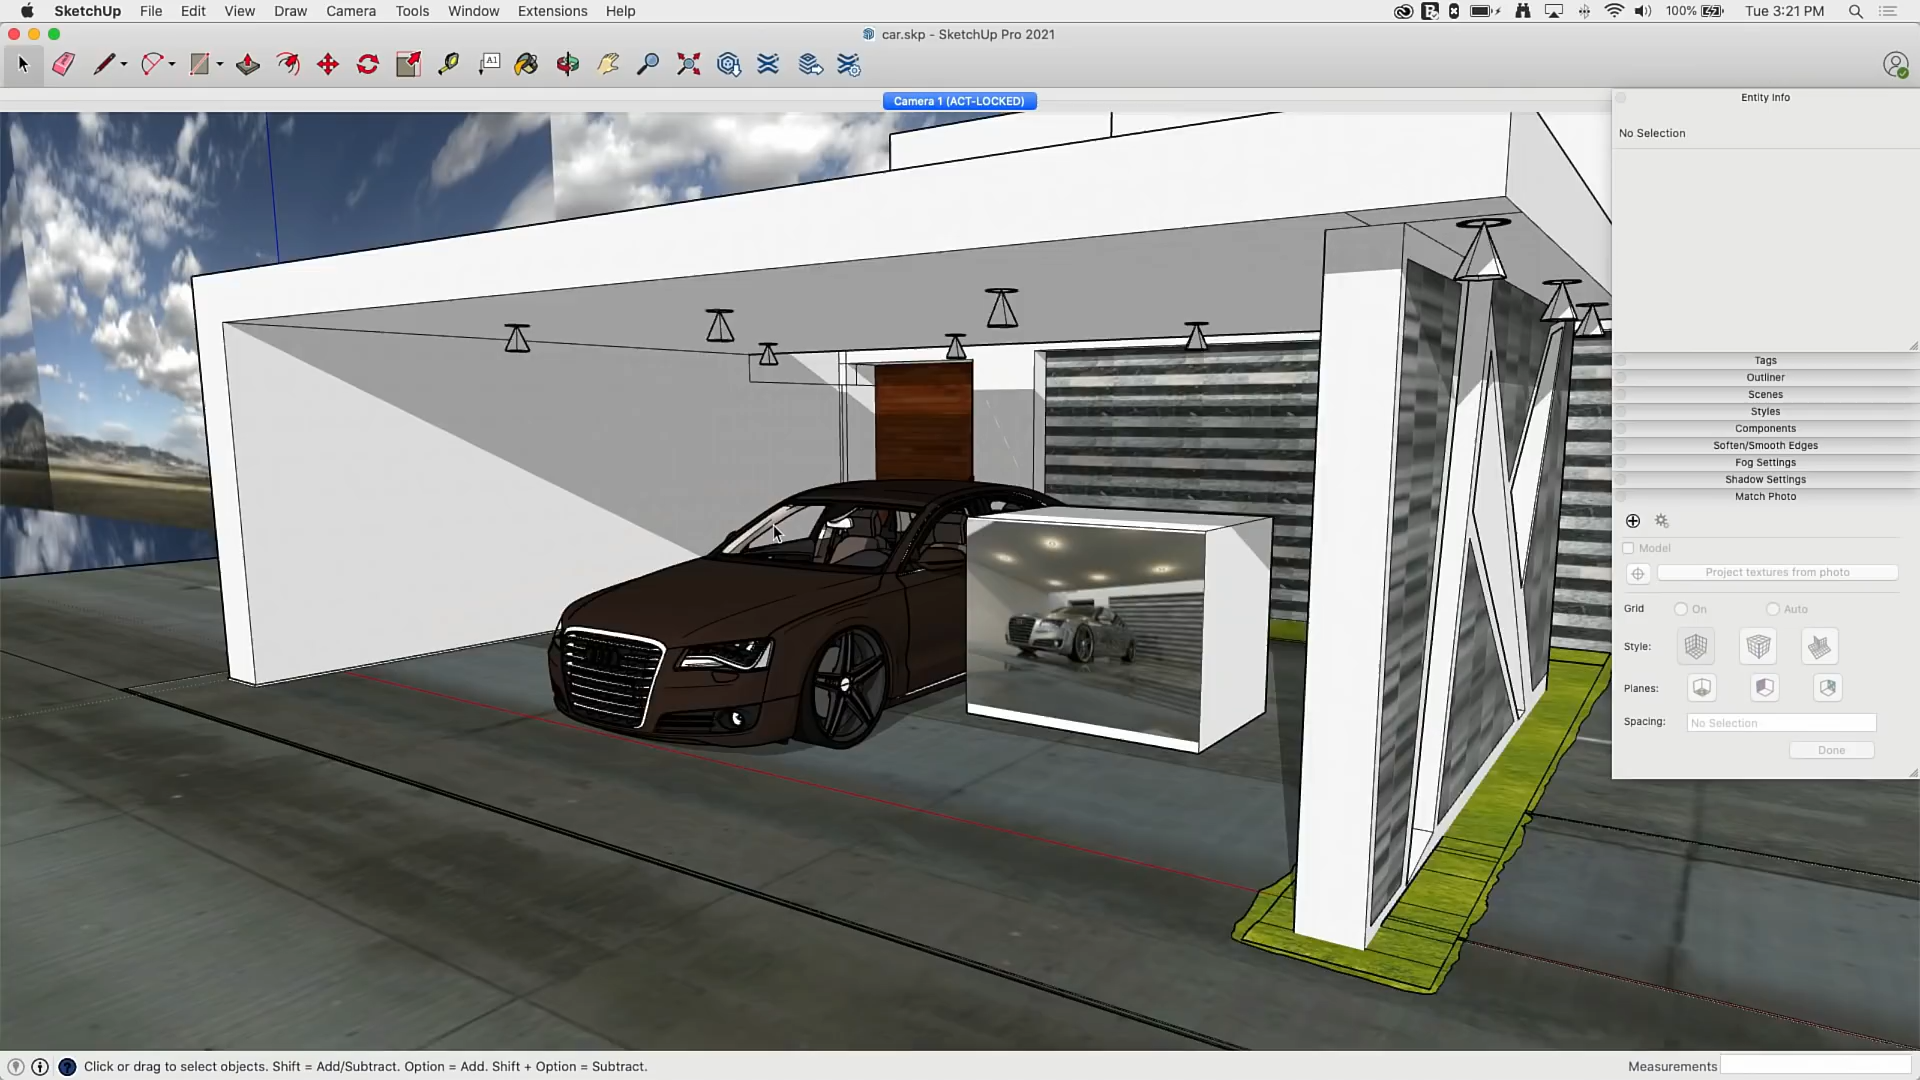 SketchUp File Edit View Draw Camera Tools Window Extensions Help
100% Tue 3:21 PM
car.skp - SketchUp Pro 2021
A1
Camera 1 (ACT-LOCKED)
Entity Info
No Selection
Tags
Outliner
Scenes
Styles
Components
Soften/Smooth Edges
Fog Settings
Shadow Settings
Match Photo
Model
Project textures from photo
Grid On Auto
Style:
Planes:
Spacing: No Selection
Done
Click or drag to select objects. Shift = Add/Subtract. Option = Add. Shift + Option = Subtract.
Measurements